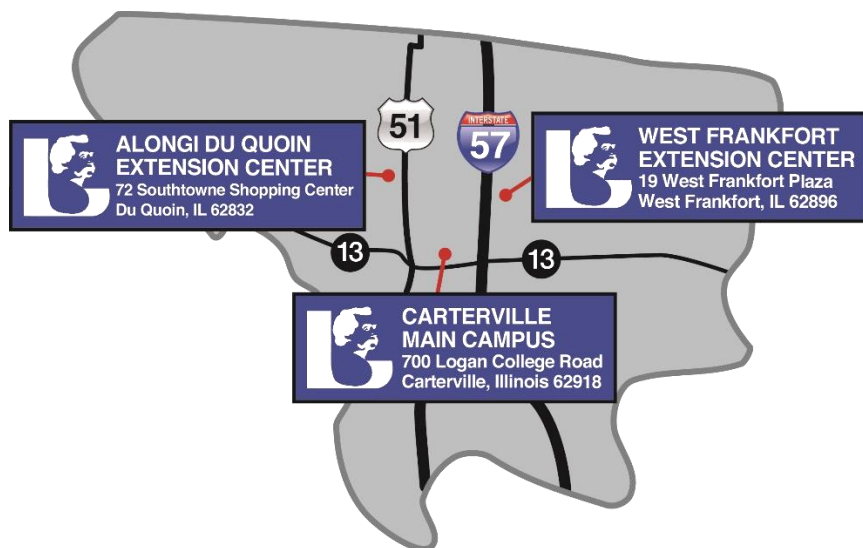 51
INTERSTATE
57
ALONGI DU QUOIN
EXTENSION CENTER
72 Southtowne Shopping Center
Du Quoin, IL 62832
WEST FRANKFORT
EXTENSION CENTER
19 West Frankfort Plaza
West Frankfort, IL 62896
13
13
CARTERVILLE
MAIN CAMPUS
700 Logan College Road
Carterville, Illinois 62918